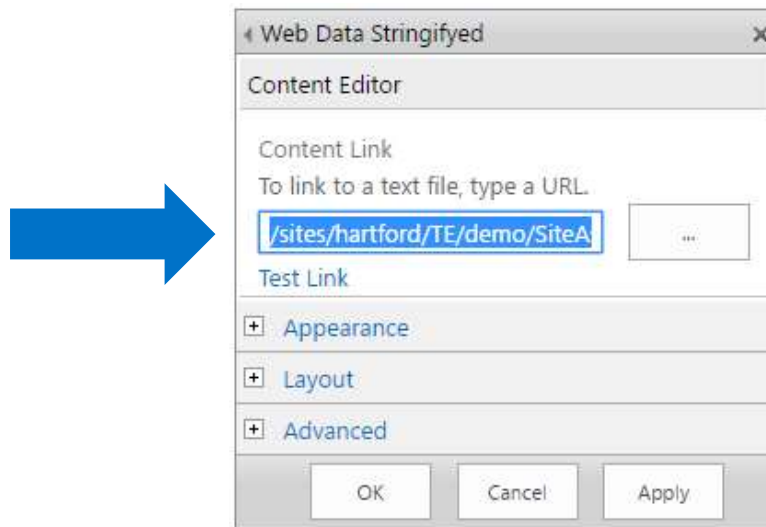 Web Data Stringifyed
Content Editor
Content Link
To link to a text file, type a URL.
/sites/hartford/TE/demo/SiteA
...
Test Link
Appearance
Layout
Advanced
OK Cancel Apply